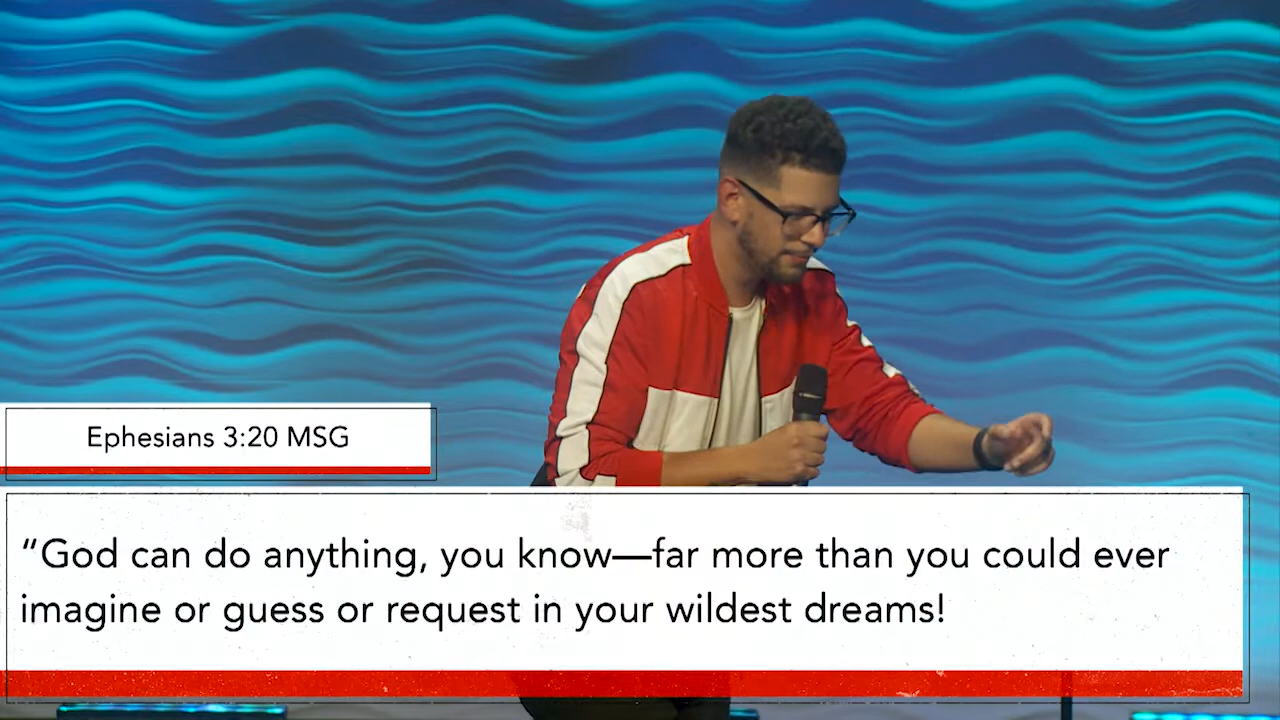 Ephesians 3:20 MSG
“God can do anything, you know—far more than you could ever
imagine or guess or request in your wildest dreams!